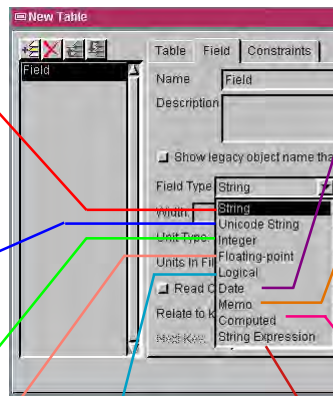 New Table
Table Field Constraints
Field
Name Field
Description
Show legacy object name tha
Field Type String
Width:
String
Unicode String
Unit Type
Integer
Floating-point
Units In Fi
Logical
Read O
Date
Memo
Relate to K
Computed
String Expression